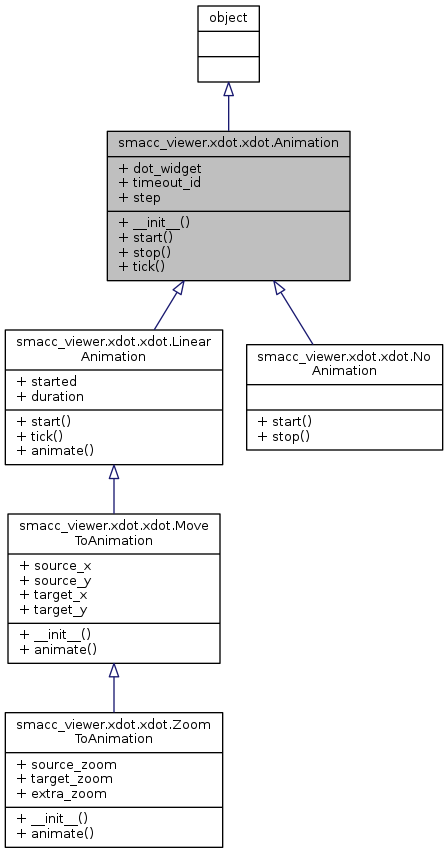 object
smacc_viewer.xdot.xdot.Animation
+ dot_widget
+ timeout_id
+ step
+ __init__()
+ start()
+ stop()
+ tick()
smacc_viewer.xdot.xdot.Linear
Animation
+ started
+ duration
+ start()
+ tick()
+ animate()
smacc_viewer.xdot.xdot.No
Animation
+ start()
+ stop()
smacc_viewer.xdot.xdot.Move
ToAnimation
+ source_x
+ source_y
+ target_x
+ target_y
+ __init__()
+ animate()
smacc_viewer.xdot.xdot.Zoom
ToAnimation
+ source_zoom
+ target_zoom
+ extra_zoom
+ __init__()
+ animate()